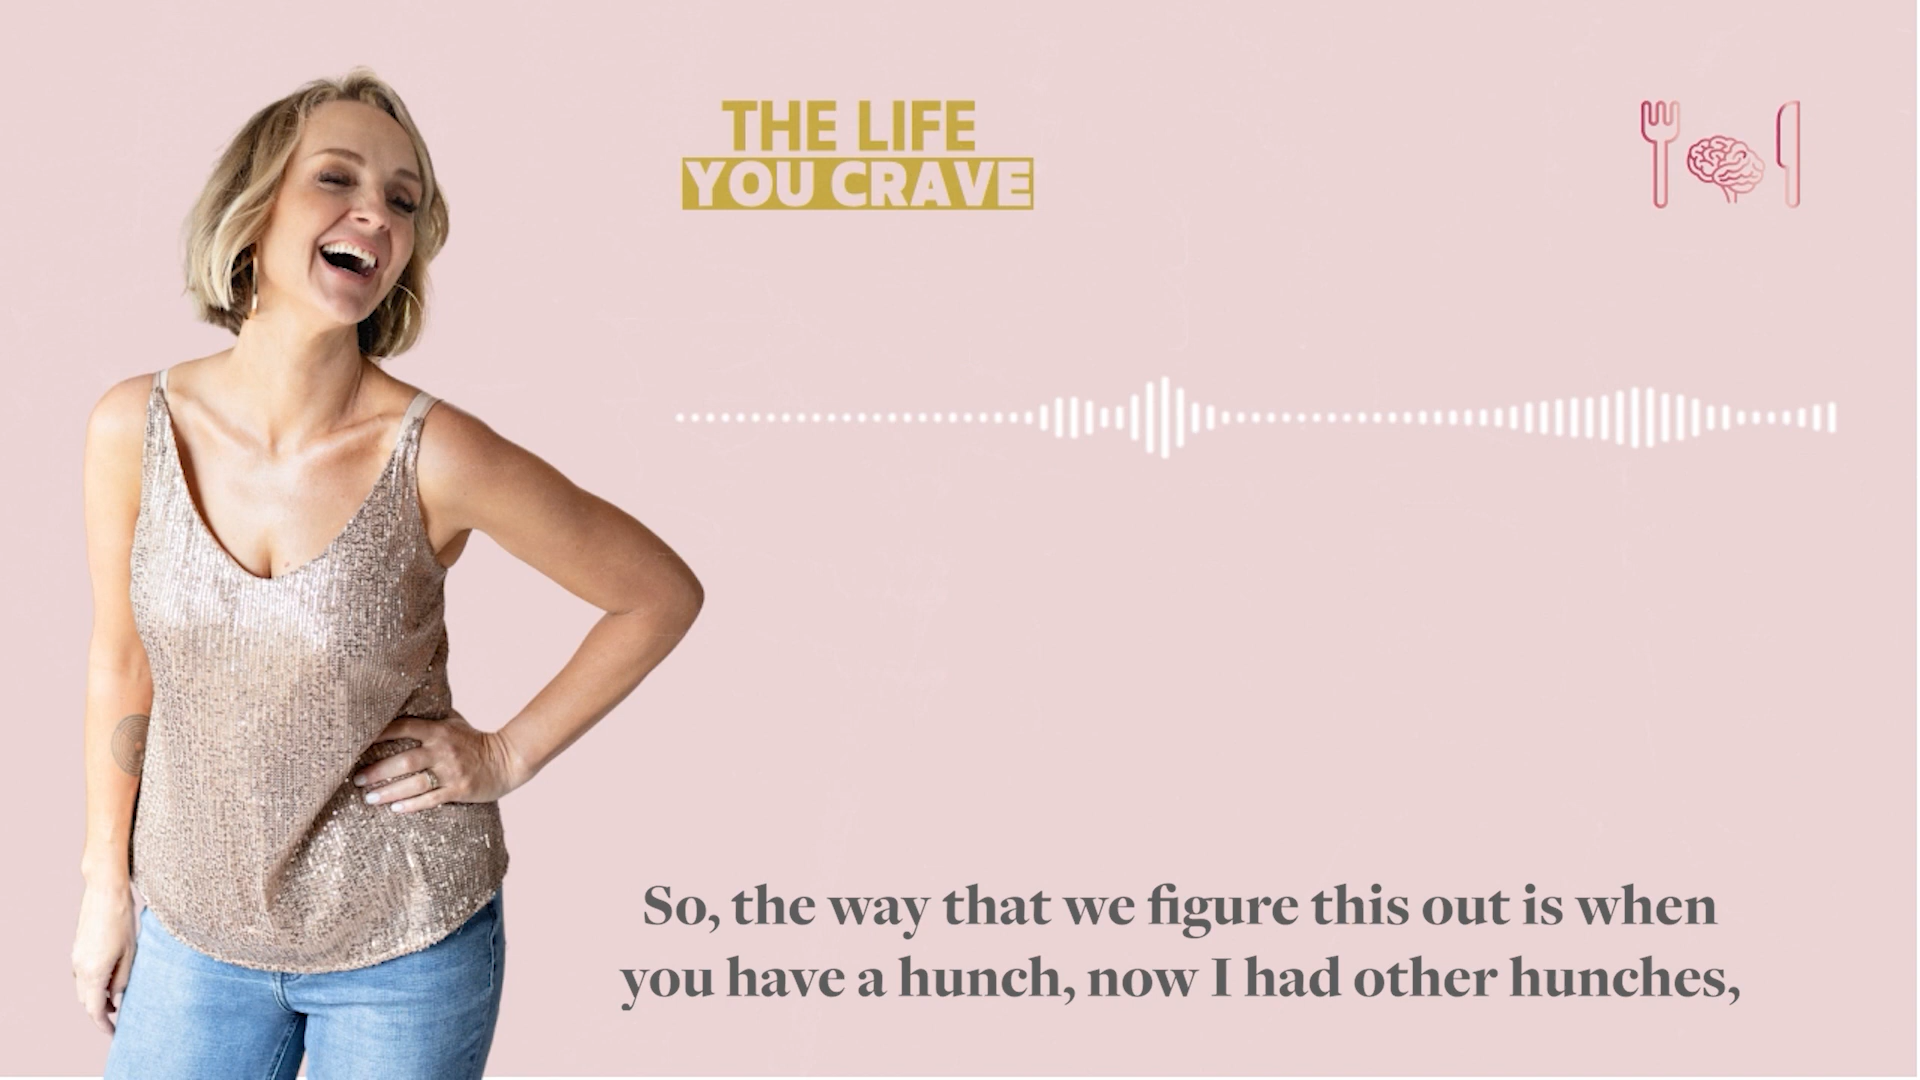 THE LIFE
YOU CRAVE
So, the way that we figure this out is when
you have a hunch, now I had other hunches,